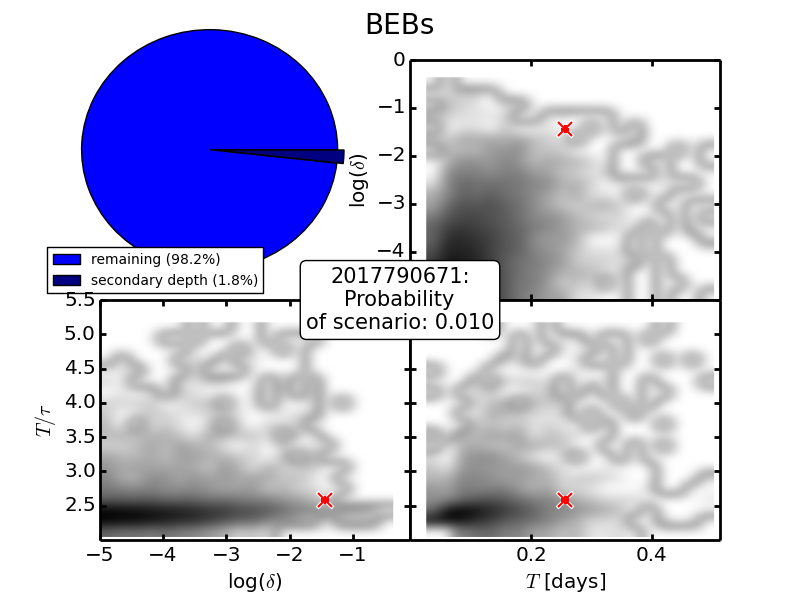 BEBs
0
−1
−2
−3
−4
log(δ)
remaining (98.2%)
secondary depth (1.8%)
2017790671:
Probability
of scenario: 0.010
5.5
5.0
4.5
4.0
3.5
3.0
2.5
T/τ
−5 −4 −3 −2 −1
log(δ)
0.2 0.4
T [days]